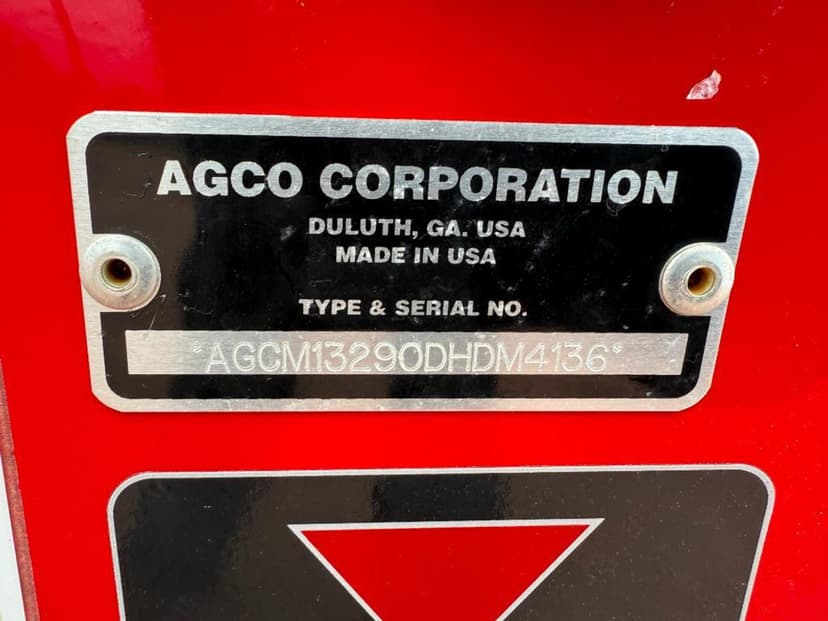 AGCO CORPORATION
DULUTH, GA. USA
MADE IN USA
TYPE & SERIAL NO.
*AGCM13290DHDM4136*